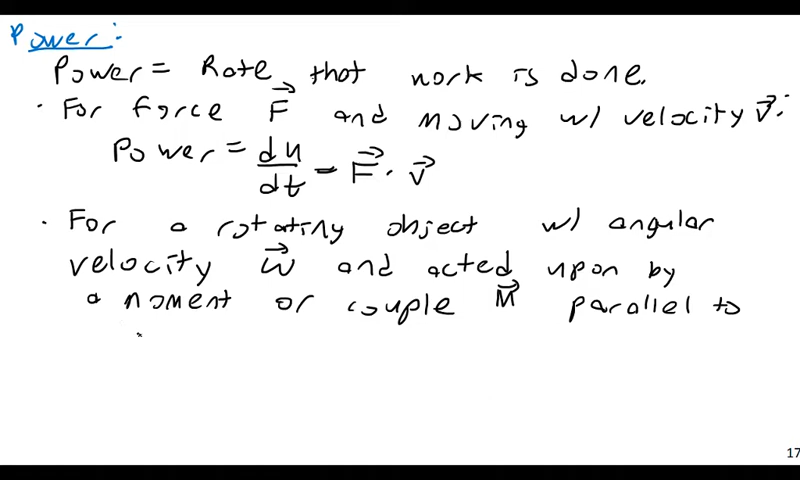 Power:
Power = Rate that work is done.
· For force F⃗ and moving w/ velocity v⃗:
Power = du/dt = F⃗ · v⃗
· For a rotating object w/ angular
velocity ω⃗ and acted upon by
a moment or couple M⃗ parallel to
17